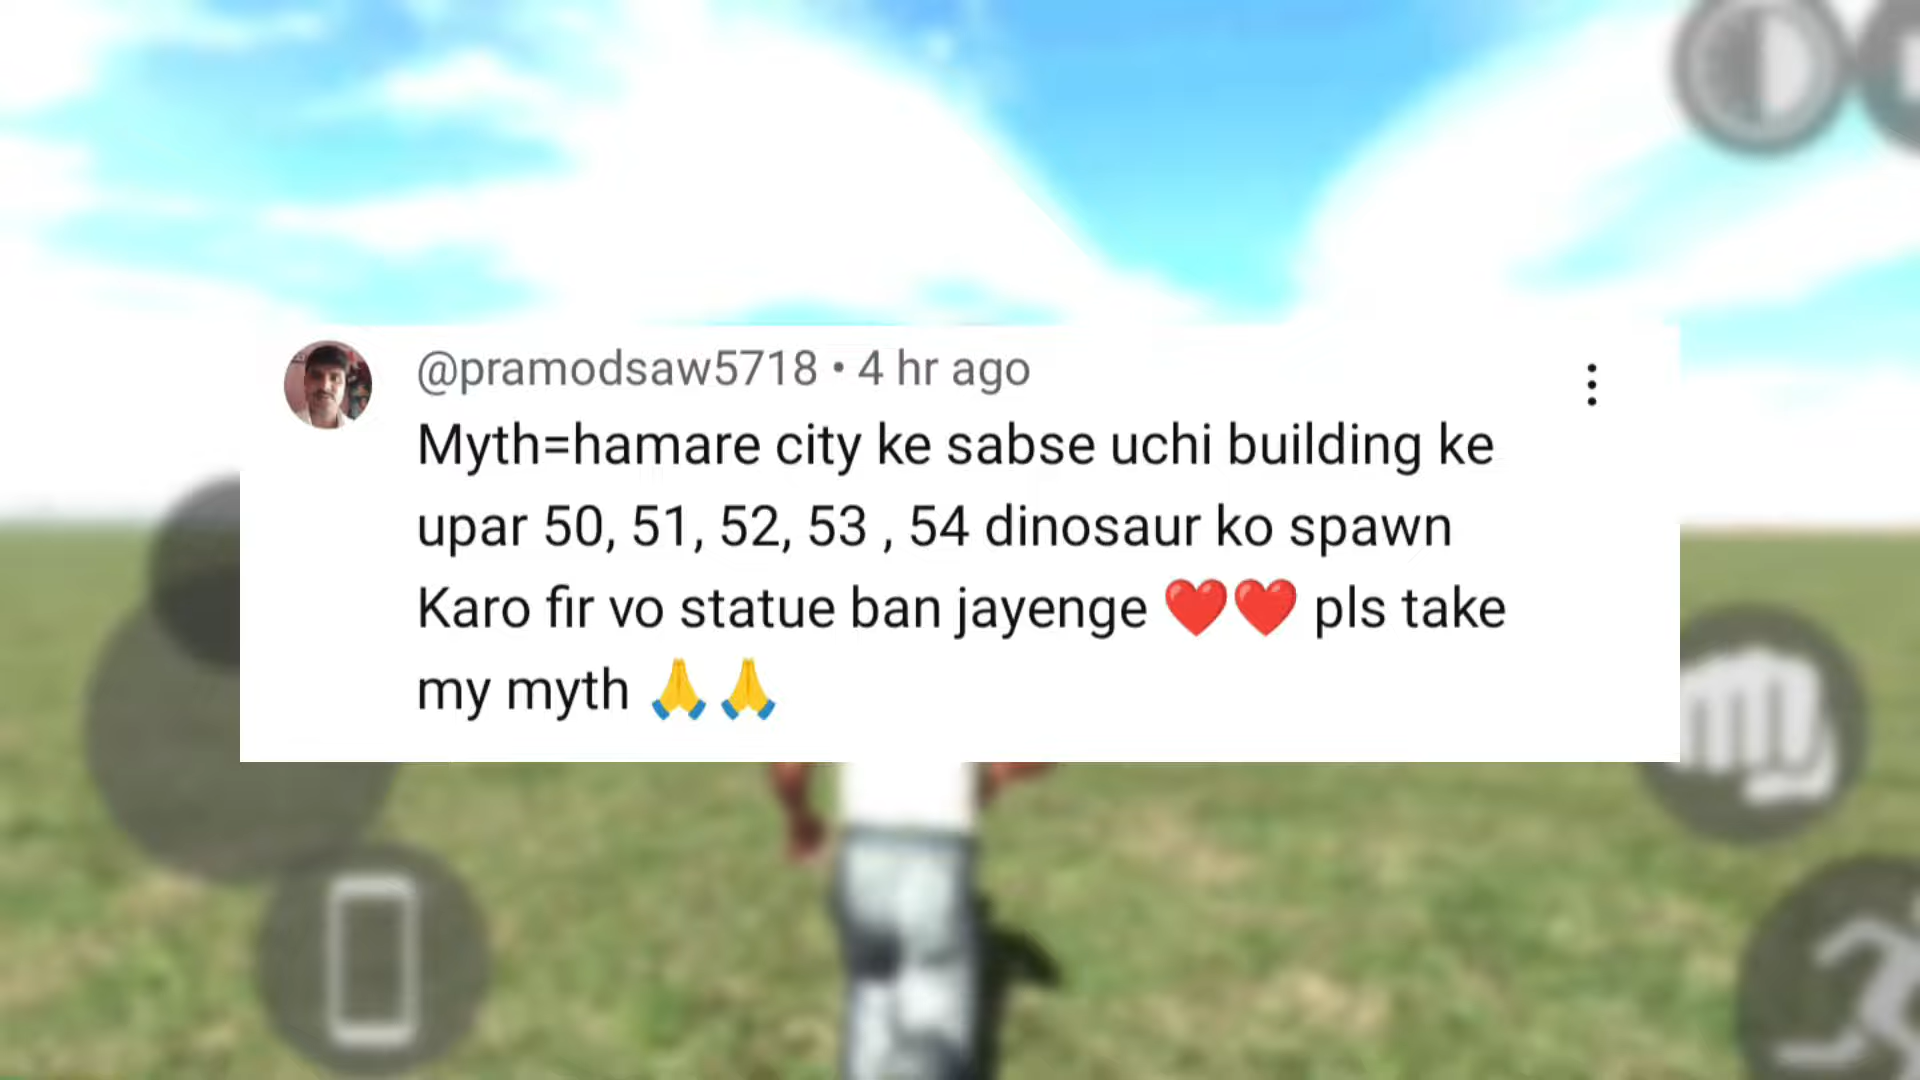 @pramodsaw5718 • 4 hr ago
Myth=hamare city ke sabse uchi building ke
upar 50, 51, 52, 53 , 54 dinosaur ko spawn
Karo fir vo statue ban jayenge ❤️❤️ pls take
my myth 🙏🙏